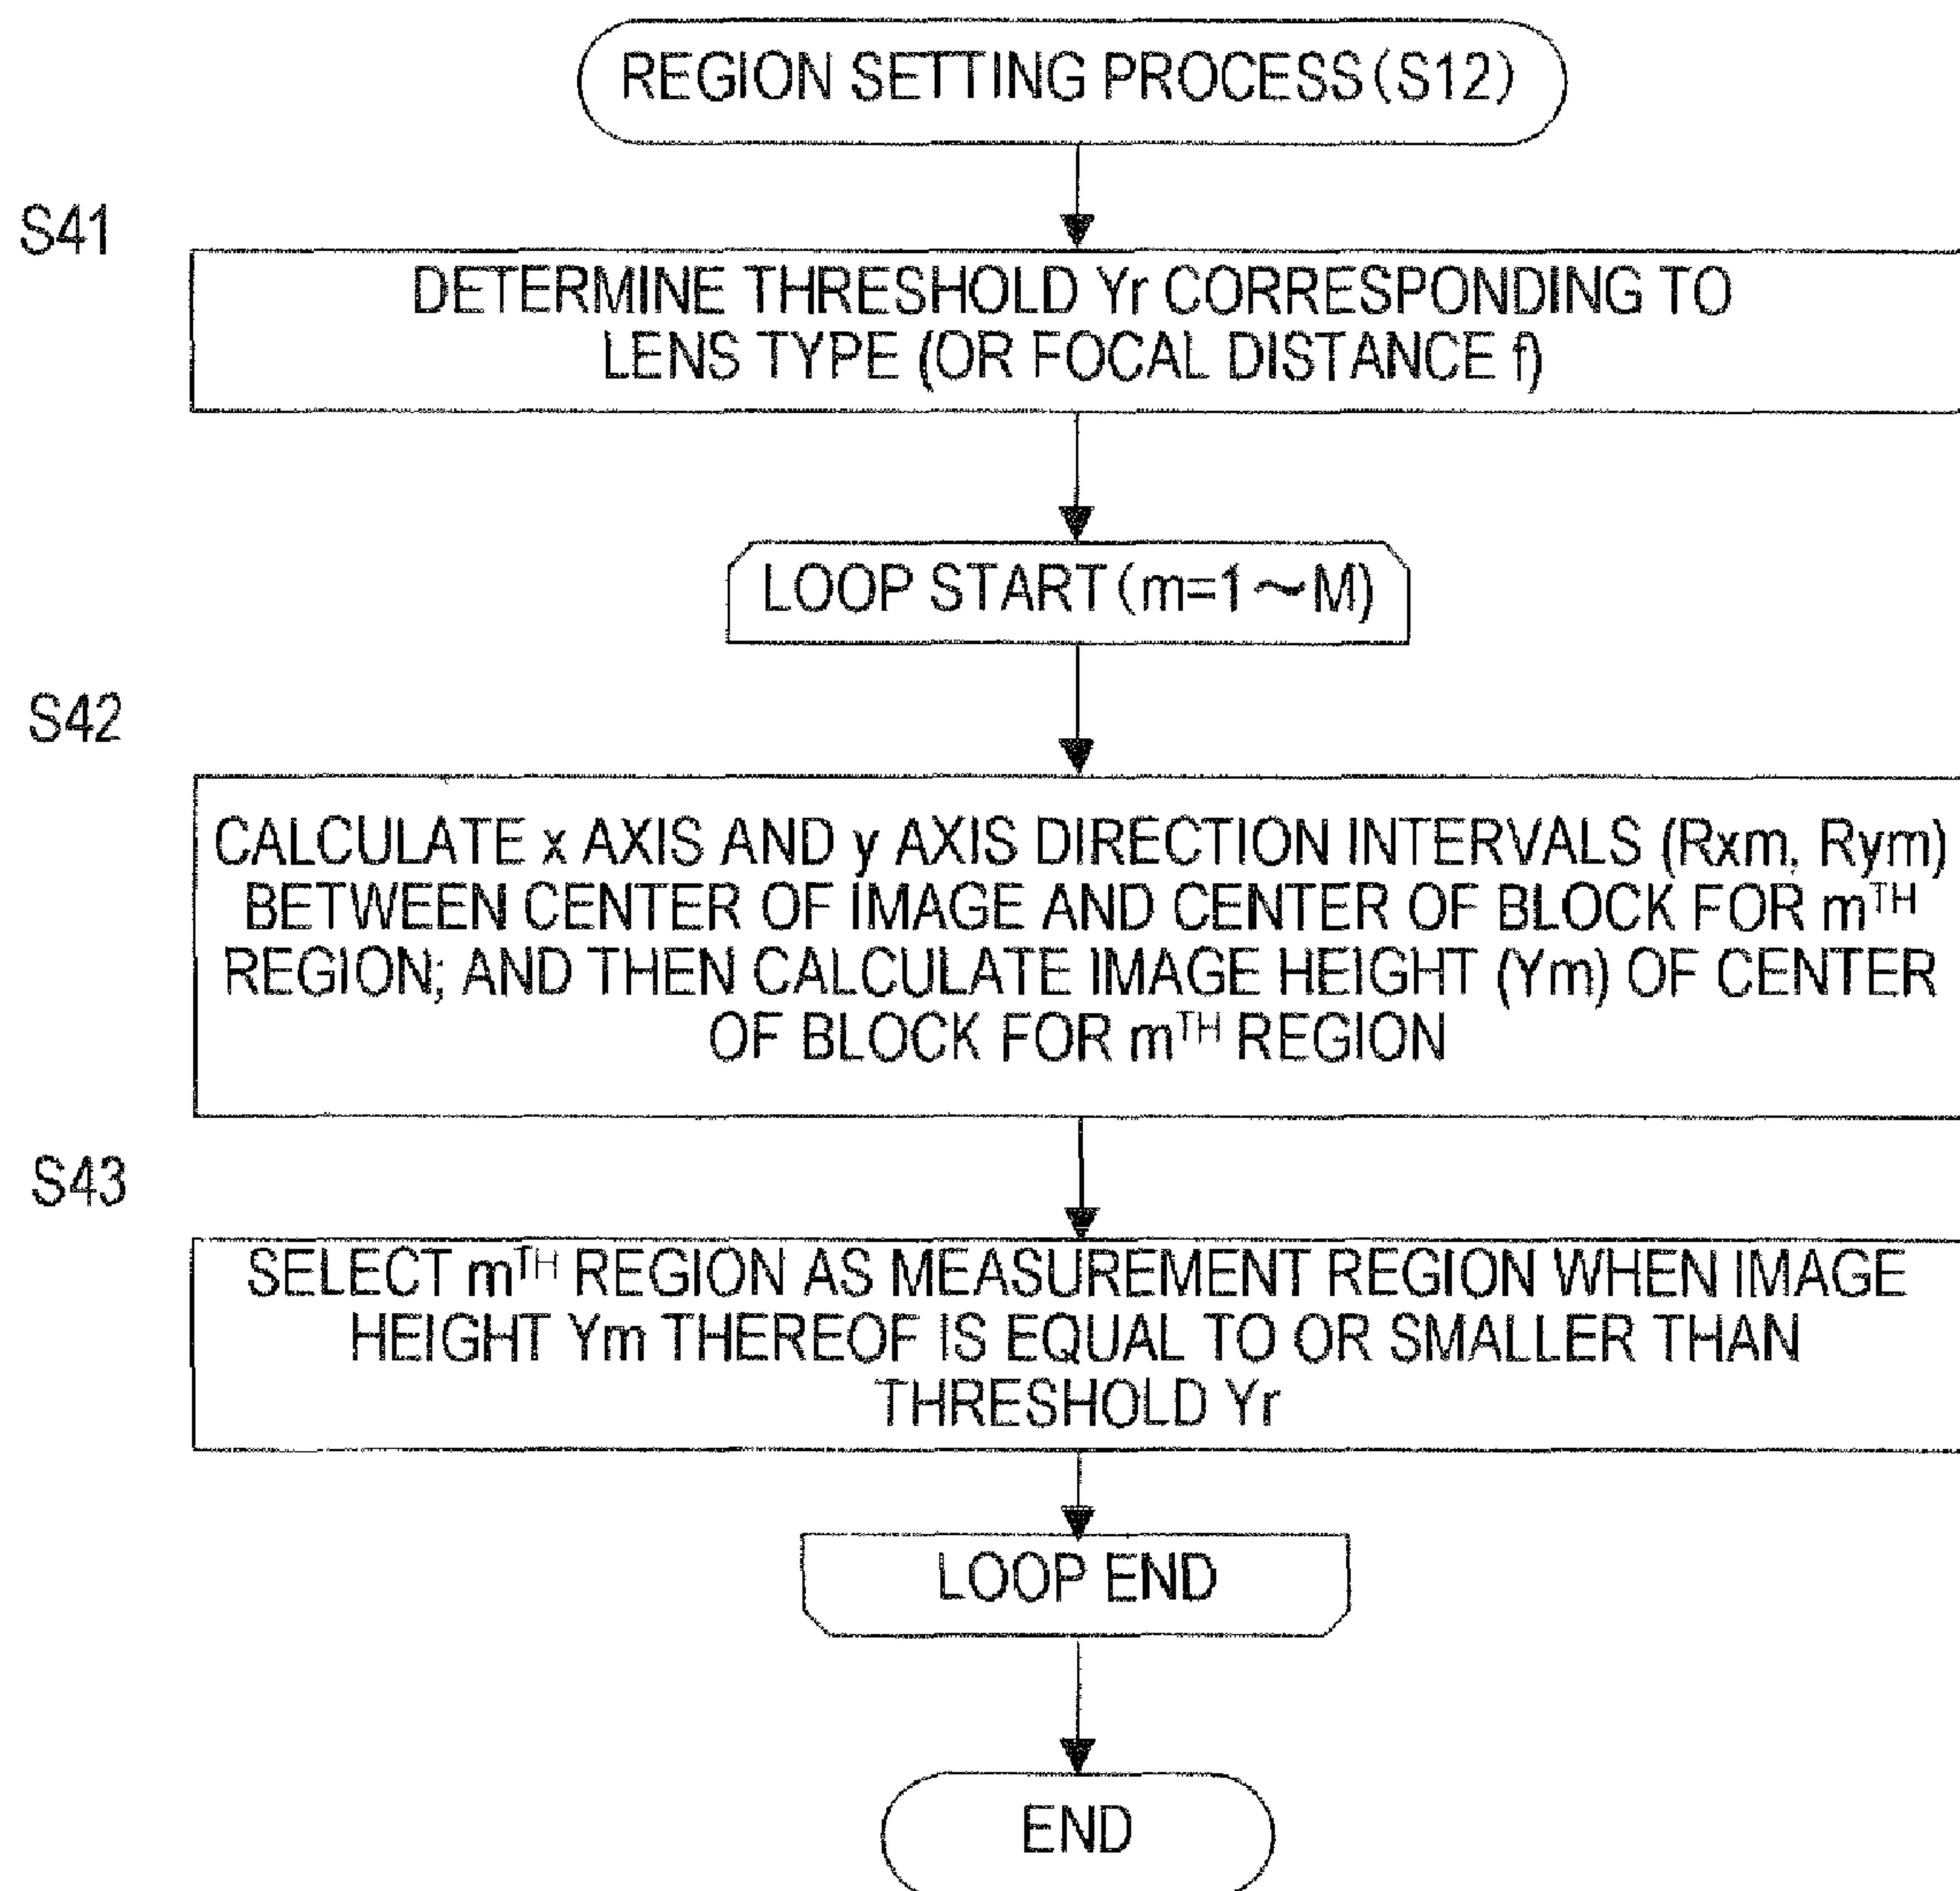 REGION SETTING PROCESS(S12)
S41
DETERMINE THRESHOLD Yr CORRESPONDING TO
LENS TYPE (OR FOCAL DISTANCE f)
LOOP START(m=1～M)
S42
CALCULATE x AXIS AND y AXIS DIRECTION INTERVALS (Rxm, Rym)
BETWEEN CENTER OF IMAGE AND CENTER OF BLOCK FOR mᵀᴴ
REGION; AND THEN CALCULATE IMAGE HEIGHT (Ym) OF CENTER
OF BLOCK FOR mᵀᴴ REGION
S43
SELECT mᵀᴴ REGION AS MEASUREMENT REGION WHEN IMAGE
HEIGHT Ym THEREOF IS EQUAL TO OR SMALLER THAN
THRESHOLD Yr
LOOP END
END